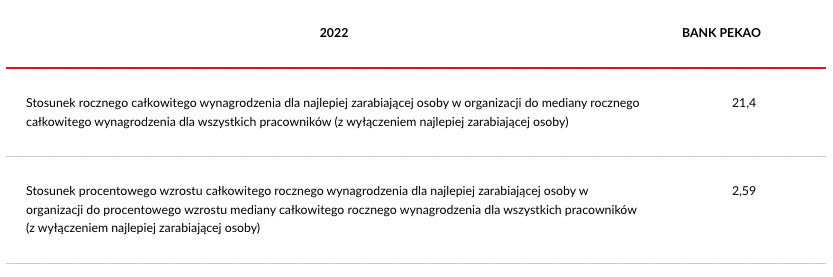 2022 BANK PEKAO
Stosunek rocznego całkowitego wynagrodzenia dla najlepiej zarabiającej osoby w organizacji do mediany rocznego 21,4
całkowitego wynagrodzenia dla wszystkich pracowników (z wyłączeniem najlepiej zarabiającej osoby)
Stosunek procentowego wzrostu całkowitego rocznego wynagrodzenia dla najlepiej zarabiającej osoby w 2,59
organizacji do procentowego wzrostu mediany całkowitego rocznego wynagrodzenia dla wszystkich pracowników
(z wyłączeniem najlepiej zarabiającej osoby)